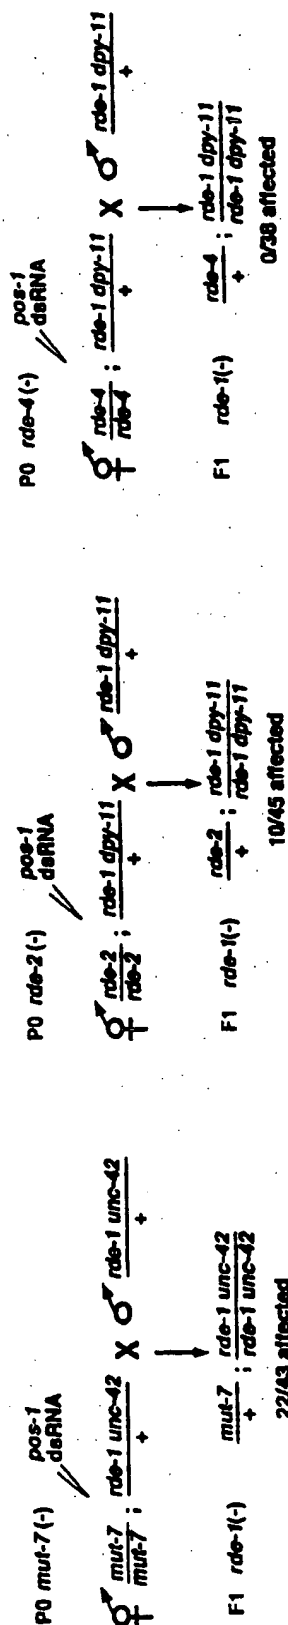 P0 mut-7(-)
pos-1
dsRNA
mut-7
mut-7
;
rde-1 unc-42
+
X
rde-1 unc-42
+
F1 rde-1(-)
mut-7
+
;
rde-1 unc-42
rde-1 unc-42
22/43 affected
P0 rde-2(-)
pos-1
dsRNA
rde-2
rde-2
;
rde-1 dpy-11
+
X
rde-1 dpy-11
+
F1 rde-1(-)
rde-2
+
;
rde-1 dpy-11
rde-1 dpy-11
10/45 affected
P0 rde-4(-)
pos-1
dsRNA
rde-4
rde-4
;
rde-1 dpy-11
+
X
rde-1 dpy-11
+
F1 rde-1(-)
rde-4
+
;
rde-1 dpy-11
rde-1 dpy-11
0/38 affected